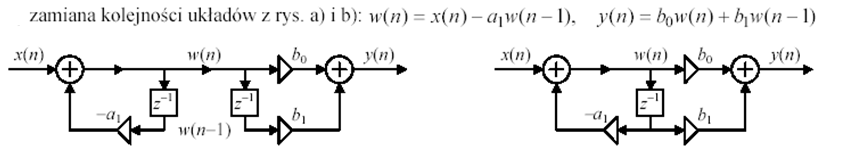 zamiana kolejności układów z rys. a) i b): w(n) = x(n) − a₁w(n − 1), y(n) = b₀w(n) + b₁w(n − 1)
x(n) w(n) b₀ y(n)
z⁻¹ z⁻¹
−a₁ w(n−1) b₁
x(n) w(n) b₀ y(n)
z⁻¹
−a₁ b₁